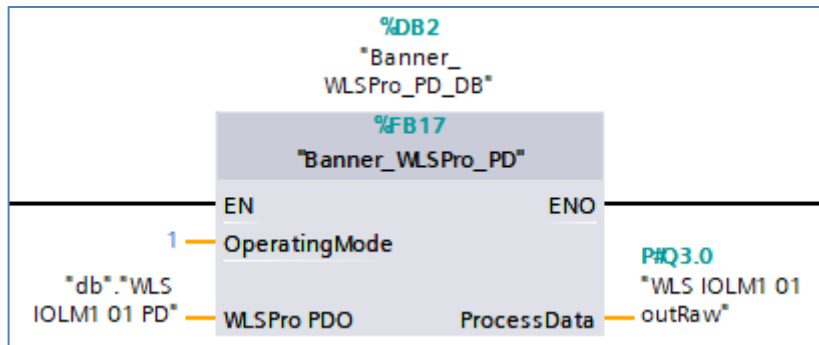 %DB2
"Banner_
WLSPro_PD_DB"
%FB17
"Banner_WLSPro_PD"
EN ENO
1 OperatingMode
P#Q3.0
"db"."WLS
IOLM1 01 PD" WLSPro PDO ProcessData "WLS IOLM1 01
outRaw"